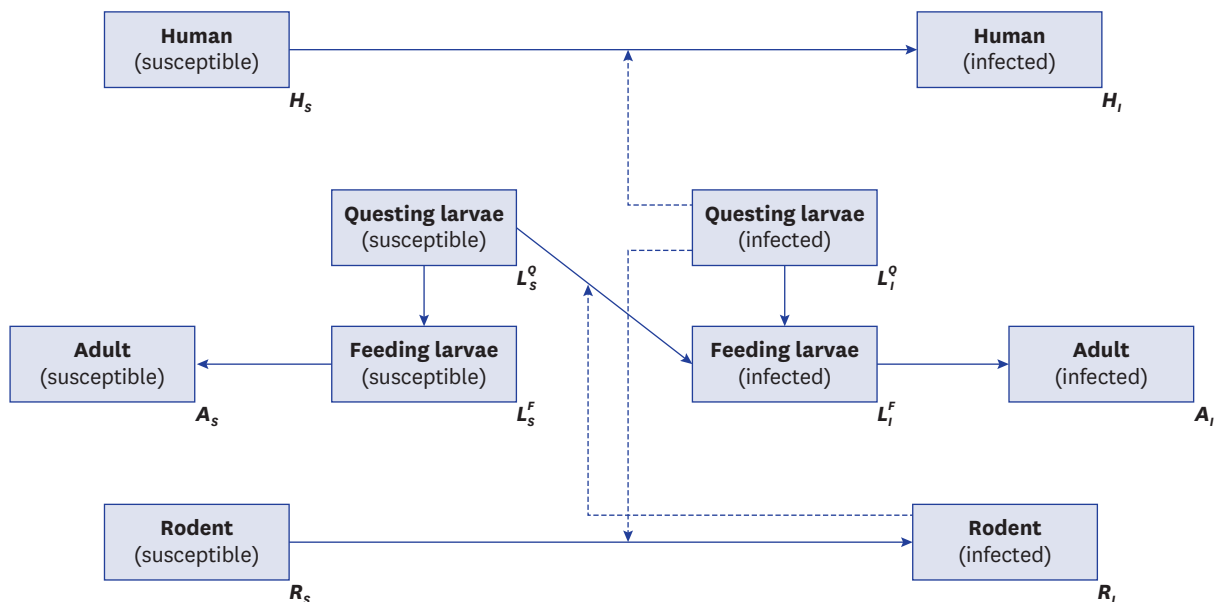 Human
(susceptible)
H_S
Human
(infected)
H_I
Questing larvae
(susceptible)
L_S^Q
Questing larvae
(infected)
L_I^Q
Adult
(susceptible)
A_S
Feeding larvae
(susceptible)
L_S^F
Feeding larvae
(infected)
L_I^F
Adult
(infected)
A_I
Rodent
(susceptible)
R_S
Rodent
(infected)
R_I